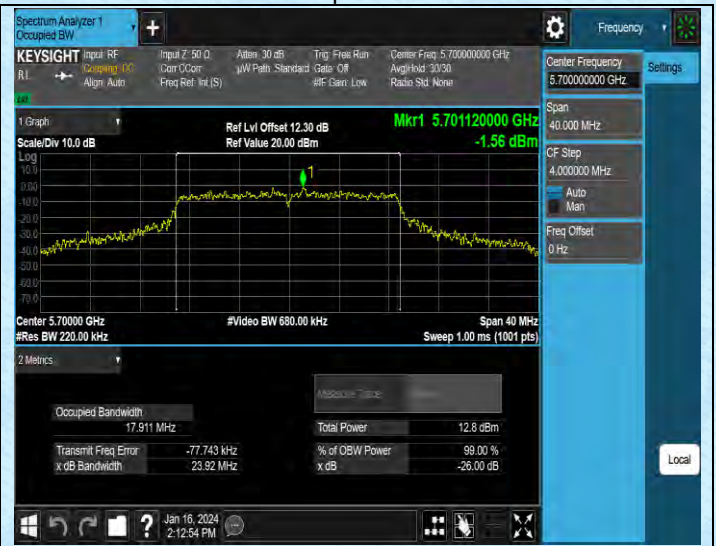 Spectrum Analyzer 1
Occupied BW
+
Frequency
KEYSIGHT Input: RF
RL Coupling: DC
Align: Auto
Input Z: 50 Ω
Corr CCorr
Freq Ref: Int (S)
Atten: 30 dB
µW Path: Standard
Trig: Free Run
Gate: Off
#IF Gain: Low
Center Freq: 5.700000000 GHz
Avg|Hold: 30/30
Radio Std: None
Center Frequency
5.700000000 GHz
Settings
Span
40.000 MHz
CF Step
4.000000 MHz
Auto
Man
Freq Offset
0 Hz
1 Graph
Scale/Div 10.0 dB
Ref Lvl Offset 12.30 dB
Ref Value 20.00 dBm
Mkr1 5.701120000 GHz
-1.56 dBm
Log
10.0
0.00
-10.0
-20.0
-30.0
-40.0
-50.0
-60.0
-70.0
1
Center 5.70000 GHz
#Res BW 220.00 kHz
#Video BW 680.00 kHz
Span 40 MHz
Sweep 1.00 ms (1001 pts)
2 Metrics
Measure Trace
Occupied Bandwidth
17.911 MHz
Total Power 12.8 dBm
Transmit Freq Error -77.743 kHz
% of OBW Power 99.00 %
x dB Bandwidth 23.92 MHz
x dB -26.00 dB
Local
? Jan 16, 2024
2:12:54 PM